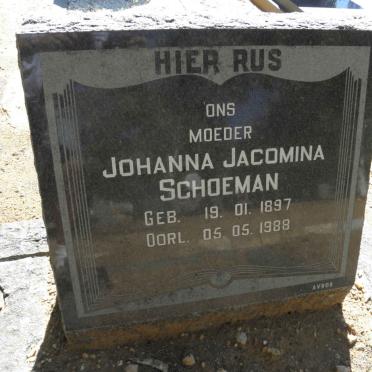 HIER RUS
ONS
MOEDER
JOHANNA JACOMINA
SCHOEMAN
GEB. 19. 01. 1897
OORL. 05. 05. 1988